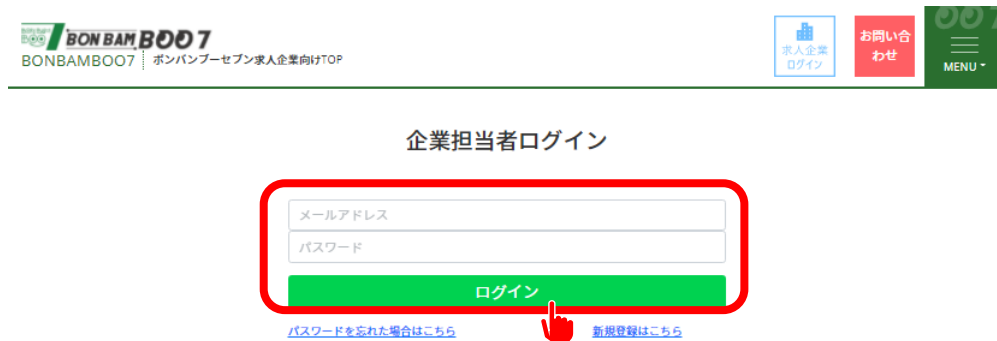 BON BAM BOO 7
BONBAMBOO7 ボンバンブーセブン求人企業向けTOP
求人企業
ログイン
お問い合
わせ
OO7
MENU
企業担当者ログイン
メールアドレス
パスワード
ログイン
パスワードを忘れた場合はこちら 新規登録はこちら